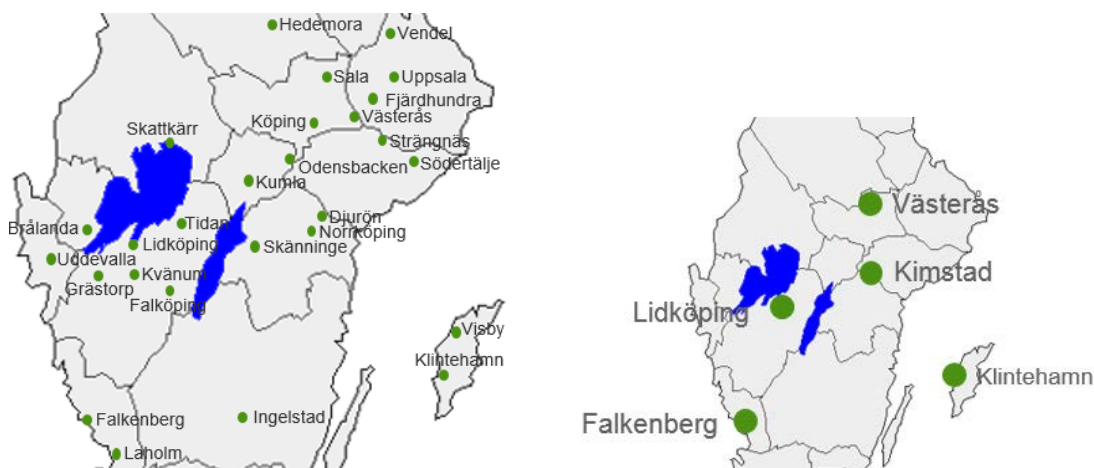 Hedemora
Vendel
Sala
Uppsala
Fjärdhundra
Västerås
Köping
Skattkärr
Strängnäs
Odensbacken
Södertälje
Kumla
Djurön
Tidan
Brålanda
Norrköping
Lidköping
Skänninge
Uddevalla
Kvänum
Grästorp
Falköping
Visby
Klintehamn
Falkenberg
Ingelstad
Laholm
Västerås
Kimstad
Lidköping
Klintehamn
Falkenberg